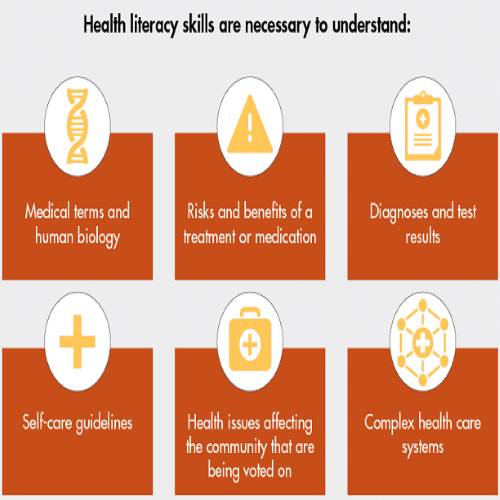 Health literacy skills are necessary to understand:
Medical terms and
human biology
Risks and benefits of a
treatment or medication
Diagnoses and test
results
Self-care guidelines
Health issues affecting
the community that are
being voted on
Complex health care
systems